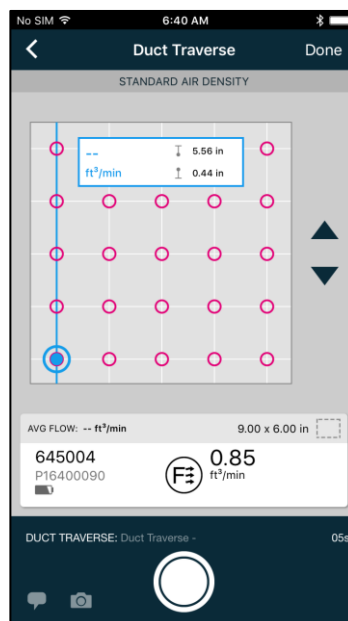 No SIM 6:40 AM
Duct Traverse Done
STANDARD AIR DENSITY
-- 5.56 in
ft³/min 0.44 in
AVG FLOW: -- ft³/min 9.00 x 6.00 in
645004 0.85
P16400090 ft³/min
F
DUCT TRAVERSE: Duct Traverse - 05s